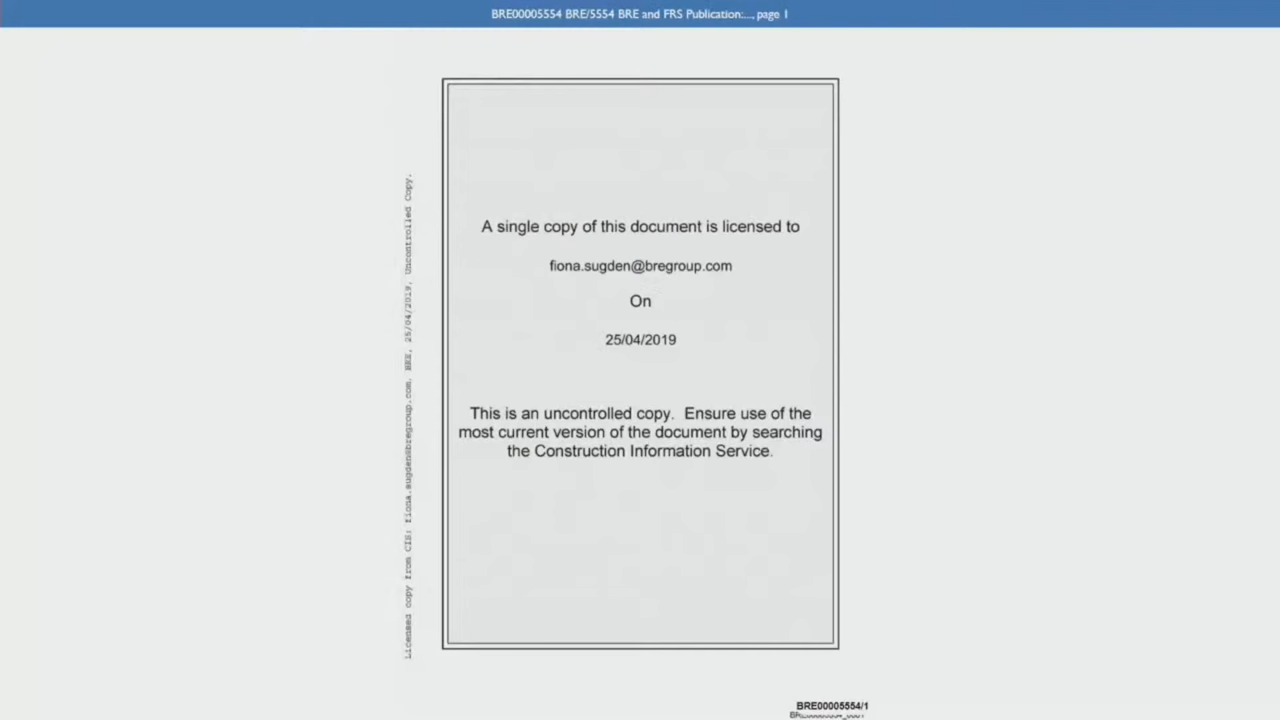 BRE00005554 BRE/5554 BRE and FRS Publication:..., page 1
A single copy of this document is licensed to
fiona.sugden@bregroup.com
On
25/04/2019
This is an uncontrolled copy. Ensure use of the
most current version of the document by searching
the Construction Information Service.
Licensed copy from CIS: fiona.sugden@bregroup.com, BRE, 25/04/2019, Uncontrolled Copy.
BRE00005554/1
BRE00005554_0001